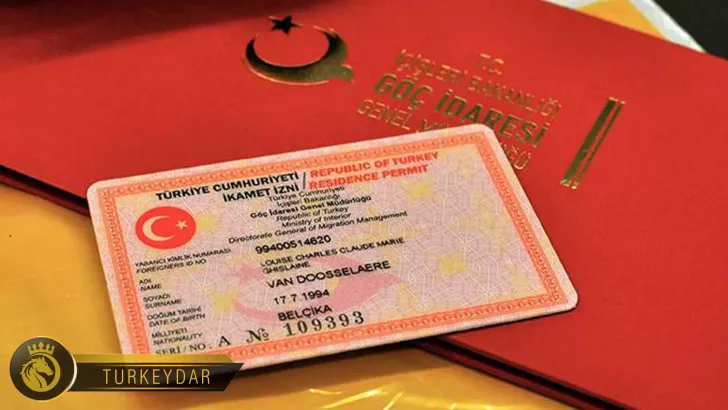 T.C.
İÇİŞLERİ BAKANLIĞI
GÖÇ İDARESİ
GENEL
TÜRKİYE CUMHURİYETİ / REPUBLIC OF TURKEY
İKAMET İZNİ / RESIDENCE PERMIT
Türkiye Cumhuriyeti
İçişleri Bakanlığı
Göç İdaresi Genel Müdürlüğü
Republic of Turkey
Ministry of Interior
Directorate General of Migration Management
YABANCI KİMLİK NUMARASI
FOREIGNERS ID NO
99400514620
ADI
NAME
LOUISE CHARLES CLAUDE MARIE
GHISLAINE
SOYADI
SURNAME
VAN DOOSSELAERE
DOĞUM TARİHİ
DATE OF BIRTH
17.7.1994
MİLLİYETİ
NATIONALITY
BELÇİKA
SERİ / NO : A № 109393
TURKEYDAR